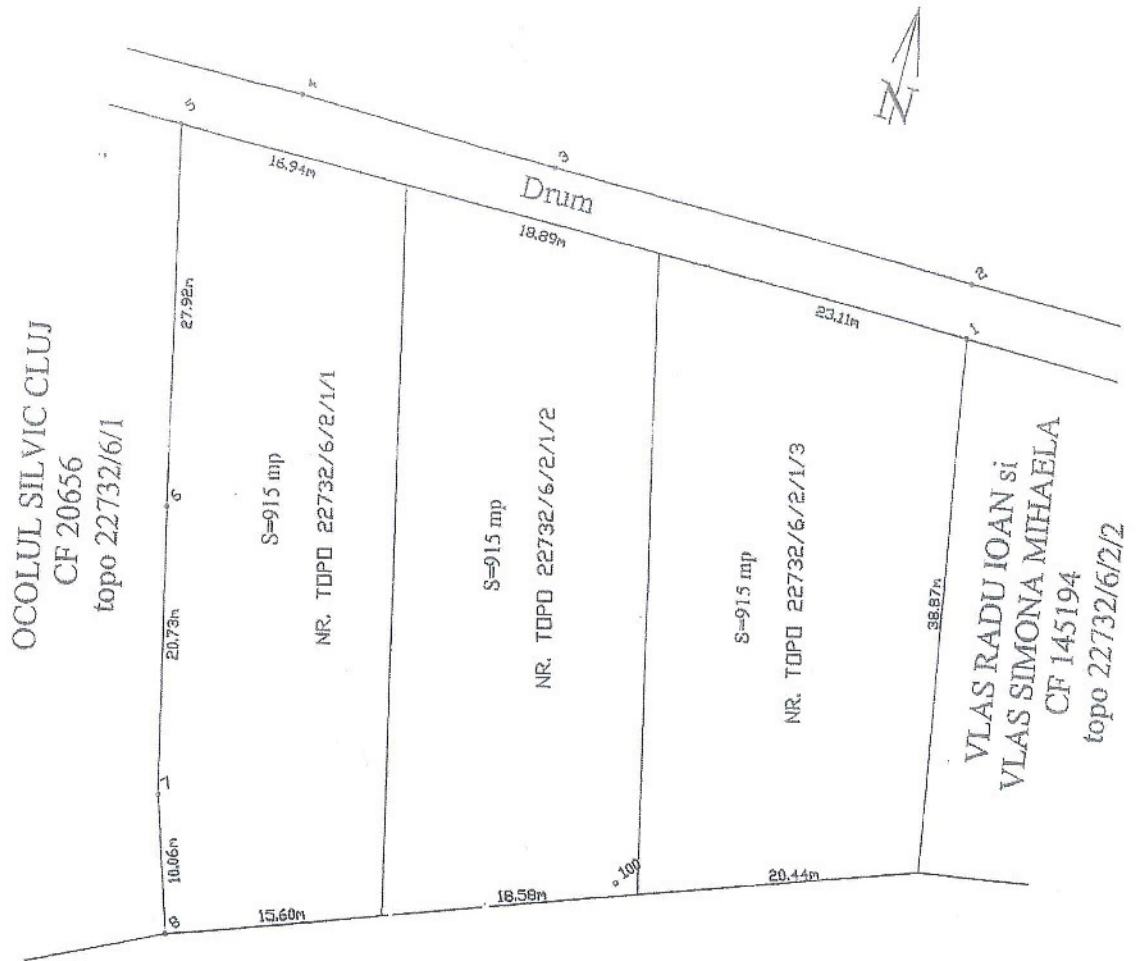 N
4
5
3
16.94m
Drum
18.89m
2
23.11m
1
27.92m
OCOLUL SILVIC CLUJ
CF 20656
topo 22732/6/1
6
20.73m
7
10.06m
8
S=915 mp
NR. TOPO 22732/6/2/1/1
S=915 mp
NR. TOPO 22732/6/2/1/2
S=915 mp
NR. TOPO 22732/6/2/1/3
38.87m
VLAS RADU IOAN si
VLAS SIMONA MIHAELA
CF 145194
topo 22732/6/2/2
100
15.60m
18.58m
20.44m